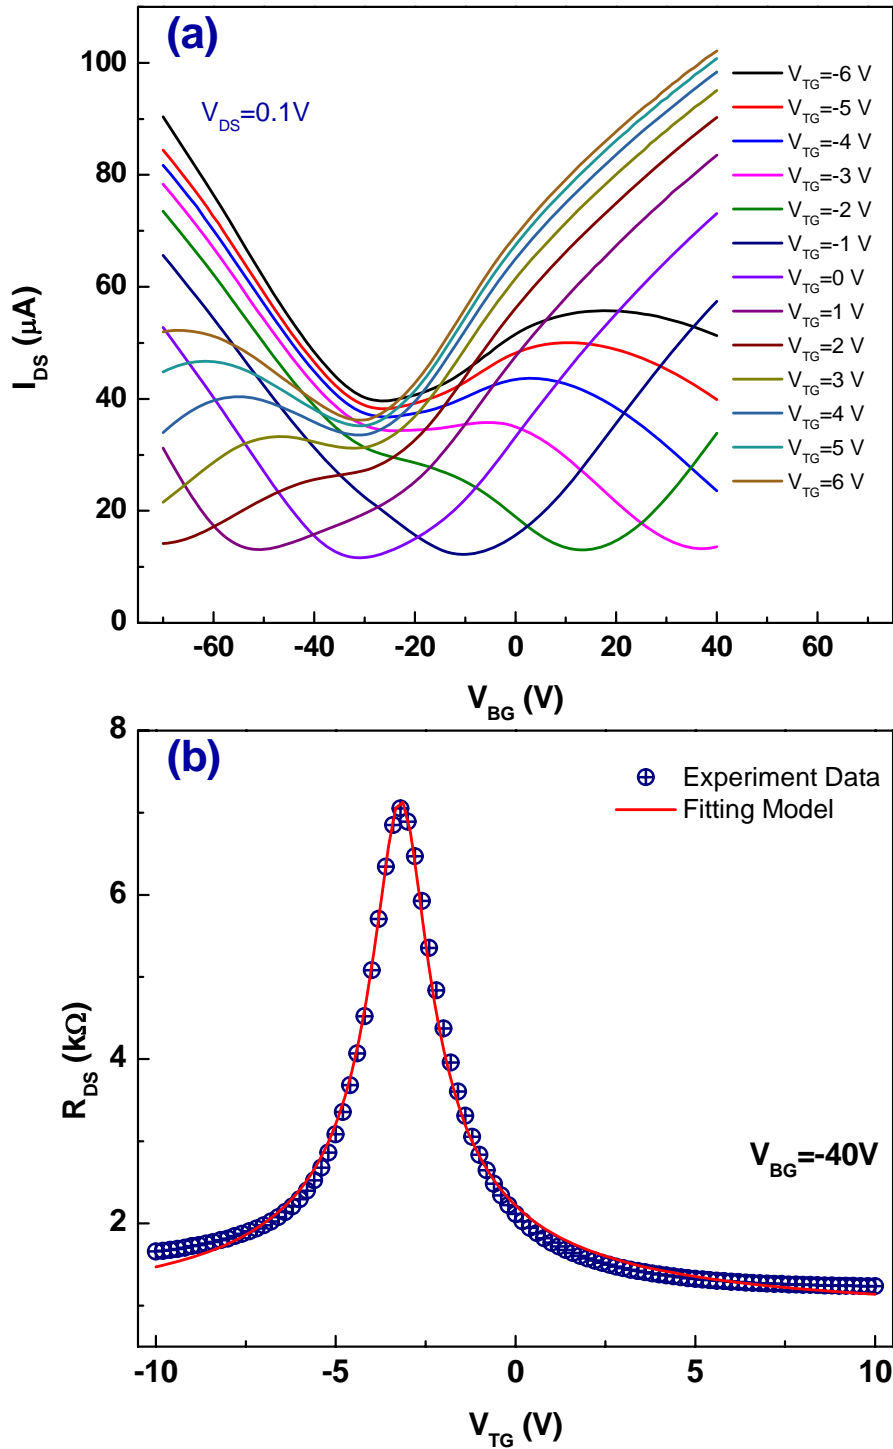 (a)
V_DS=0.1V
100
80
60
40
20
0
I_DS (μA)
-60
-40
-20
0
20
40
60
V_BG (V)
V_TG=-6 V
V_TG=-5 V
V_TG=-4 V
V_TG=-3 V
V_TG=-2 V
V_TG=-1 V
V_TG=0 V
V_TG=1 V
V_TG=2 V
V_TG=3 V
V_TG=4 V
V_TG=5 V
V_TG=6 V
(b)
Experiment Data
Fitting Model
8
6
4
2
R_DS (kΩ)
V_BG=-40V
-10
-5
0
5
10
V_TG (V)